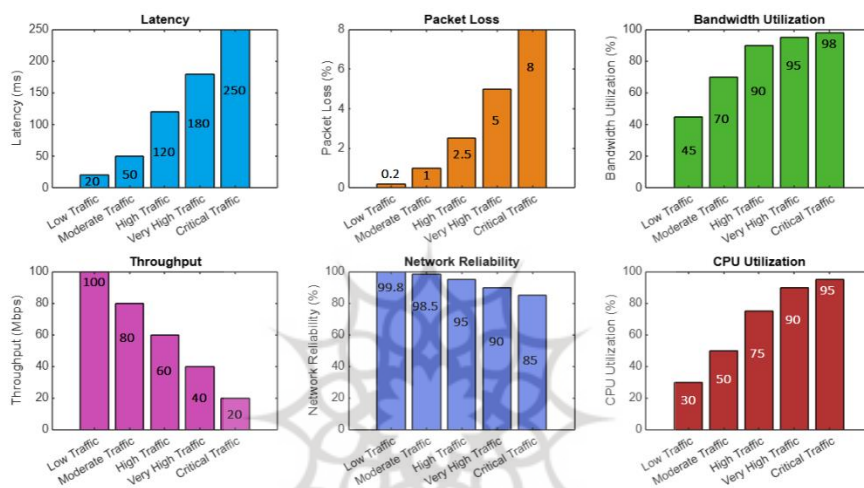 Latency
Latency (ms)
250
200
150
100
50
0
20
50
120
180
250
Low Traffic
Moderate Traffic
High Traffic
Very High Traffic
Critical Traffic
Packet Loss
Packet Loss (%)
8
6
4
2
0
0.2
1
2.5
5
8
Low Traffic
Moderate Traffic
High Traffic
Very High Traffic
Critical Traffic
Bandwidth Utilization
Bandwidth Utilization (%)
100
80
60
40
20
0
45
70
90
95
98
Low Traffic
Moderate Traffic
High Traffic
Very High Traffic
Critical Traffic
Throughput
Throughput (Mbps)
100
80
60
40
20
0
100
80
60
40
20
Low Traffic
Moderate Traffic
High Traffic
Very High Traffic
Critical Traffic
Network Reliability
Network Reliability (%)
100
80
60
40
20
0
99.8
98.5
95
90
85
Low Traffic
Moderate Traffic
High Traffic
Very High Traffic
Critical Traffic
CPU Utilization
CPU Utilization (%)
100
80
60
40
20
0
30
50
75
90
95
Low Traffic
Moderate Traffic
High Traffic
Very High Traffic
Critical Traffic